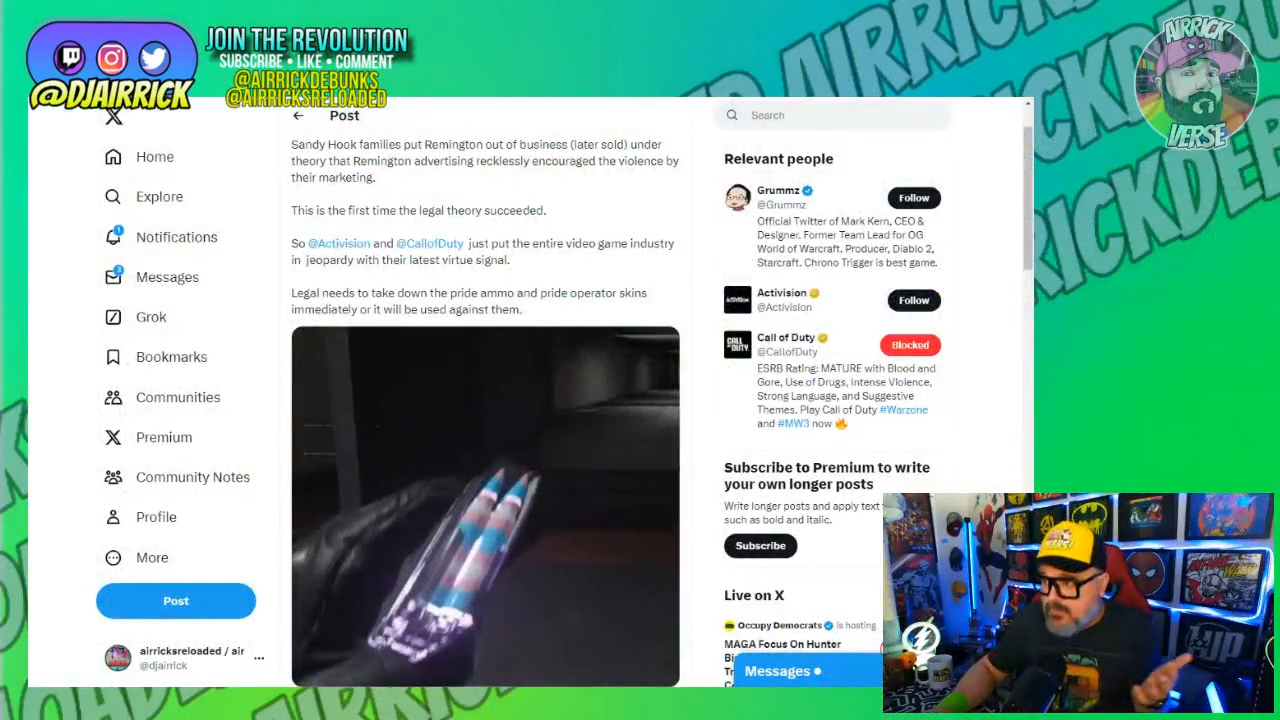 JOIN THE REVOLUTION
SUBSCRIBE • LIKE • COMMENT
@AIRRICKDEBUNKS
@AIRRICKSRELOADED
@DJAIRRICK
AIRRICK
VERSE
Home
Explore
1
Notifications
3
Messages
Grok
Bookmarks
Communities
Premium
Community Notes
Profile
More
Post
airricksreloaded / air
@djairrick
Post
Sandy Hook families put Remington out of business (later sold) under
theory that Remington advertising recklessly encouraged the violence by
their marketing.
This is the first time the legal theory succeeded.
So @Activision and @CallofDuty just put the entire video game industry
in jeopardy with their latest virtue signal.
Legal needs to take down the pride ammo and pride operator skins
immediately or it will be used against them.
Search
Relevant people
Grummz
@Grummz
Follow
Official Twitter of Mark Kern, CEO &
Designer. Former Team Lead for OG
World of Warcraft. Producer, Diablo 2,
Starcraft. Chrono Trigger is best game.
ACTIVISION
Activision
@Activision
Follow
CALL OF DUTY
Call of Duty
@CallofDuty
Blocked
ESRB Rating: MATURE with Blood and
Gore, Use of Drugs, Intense Violence,
Strong Language, and Suggestive
Themes. Play Call of Duty #Warzone
and #MW3 now
Subscribe to Premium to write
your own longer posts
Write longer posts and apply text
such as bold and italic.
Subscribe
Live on X
Occupy Democrats is hosting
MAGA Focus On Hunter
Messages
1UP